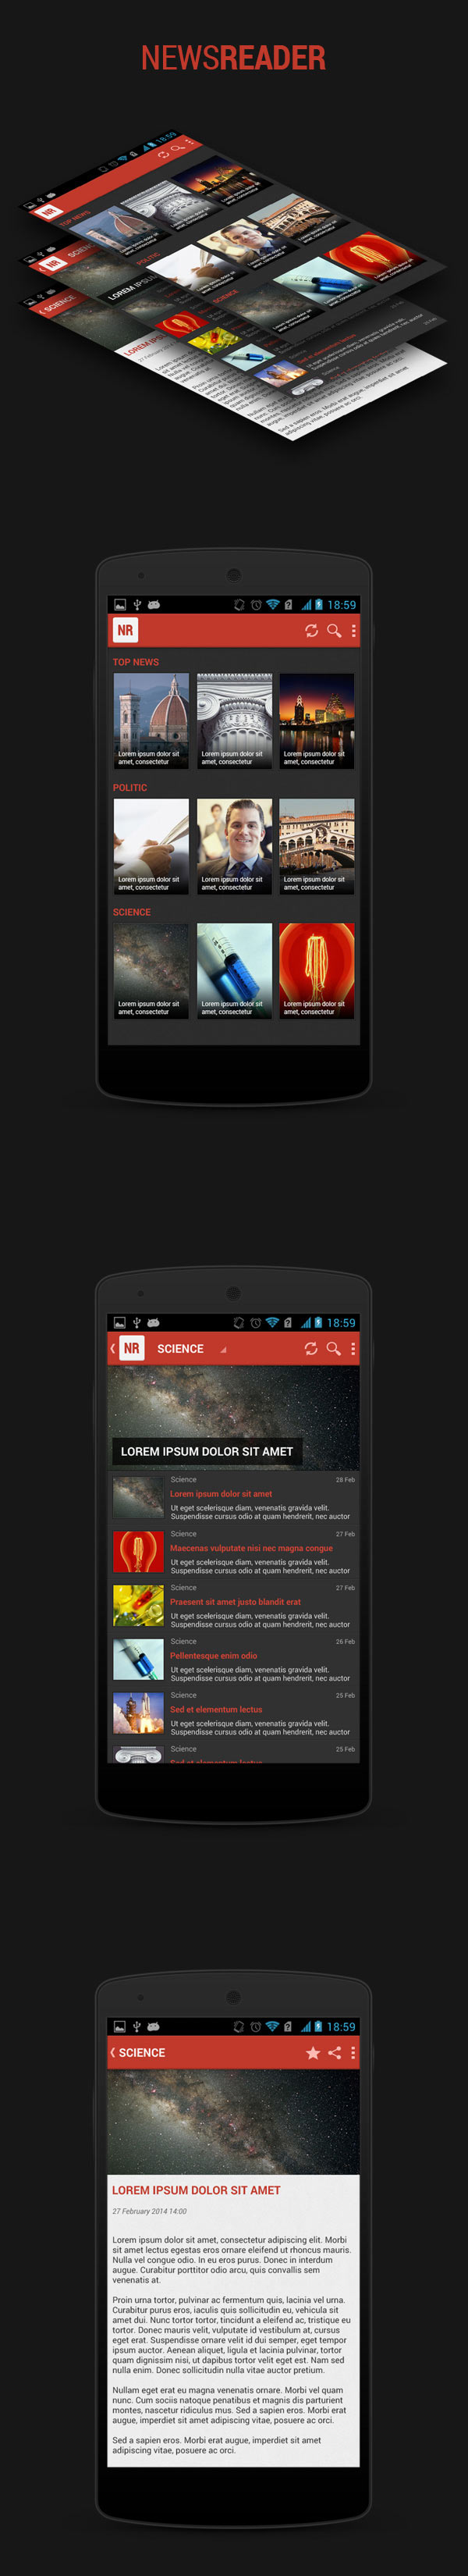 NEWSREADER
18:59
NR
TOP NEWS
POLITIC
SCIENCE
SCIENCE
LOREM IPSUM
SCIENCE
LOREM IPSUM
18:59
NR
TOP NEWS
Lorem ipsum dolor sit
amet, consectetur
Lorem ipsum dolor sit
amet, consectetur
Lorem ipsum dolor sit
amet, consectetur
POLITIC
Lorem ipsum dolor sit
amet, consectetur
Lorem ipsum dolor sit
amet, consectetur
Lorem ipsum dolor sit
amet, consectetur
SCIENCE
Lorem ipsum dolor sit
amet, consectetur
Lorem ipsum dolor sit
amet, consectetur
Lorem ipsum dolor sit
amet, consectetur
18:59
NR SCIENCE
LOREM IPSUM DOLOR SIT AMET
Science 28 Feb
Lorem ipsum dolor sit amet
Ut eget scelerisque diam, venenatis gravida velit.
Suspendisse cursus odio at quam hendrerit, nec auctor
Science 27 Feb
Maecenas vulputate nisi nec magna congue
Ut eget scelerisque diam, venenatis gravida velit.
Suspendisse cursus odio at quam hendrerit, nec auctor
Science 27 Feb
Praesent sit amet justo blandit erat
Ut eget scelerisque diam, venenatis gravida velit.
Suspendisse cursus odio at quam hendrerit, nec auctor
Science 26 Feb
Pellentesque enim odio
Ut eget scelerisque diam, venenatis gravida velit.
Suspendisse cursus odio at quam hendrerit, nec auctor
Science 25 Feb
Sed et elementum lectus
Ut eget scelerisque diam, venenatis gravida velit.
Suspendisse cursus odio at quam hendrerit, nec auctor
Science 25 Feb
Sed et elementum lectus
18:59
SCIENCE
LOREM IPSUM DOLOR SIT AMET
27 February 2014 14:00
Lorem ipsum dolor sit amet, consectetur adipiscing elit. Morbi
sit amet lectus egestas eros ornare eleifend ut rhoncus mauris.
Nulla vel congue odio. In eu eros purus. Donec in interdum
augue. Curabitur porttitor odio arcu, quis convallis sem
venenatis at.
Proin urna tortor, pulvinar ac fermentum quis, lacinia vel urna.
Curabitur purus eros, iaculis quis sollicitudin eu, vehicula sit
amet dui. Nunc tortor tortor, tincidunt a eleifend ac, tristique eu
tortor. Donec mauris velit, vulputate id vestibulum at, cursus
eget erat. Suspendisse ornare velit id dui semper, eget tempor
ipsum auctor. Aenean aliquet, ligula et lacinia pulvinar, tortor
quam dignissim nisi, ut dapibus tortor velit eget est. Nam sed
nulla enim. Donec sollicitudin nulla vitae auctor pretium.
Nullam eget erat eu magna venenatis ornare. Morbi vel quam
nunc. Cum sociis natoque penatibus et magnis dis parturient
montes, nascetur ridiculus mus. Sed a sapien eros. Morbi erat
augue, imperdiet sit amet adipiscing vitae, posuere ac orci.
Sed a sapien eros. Morbi erat augue, imperdiet sit amet
adipiscing vitae, posuere ac orci.